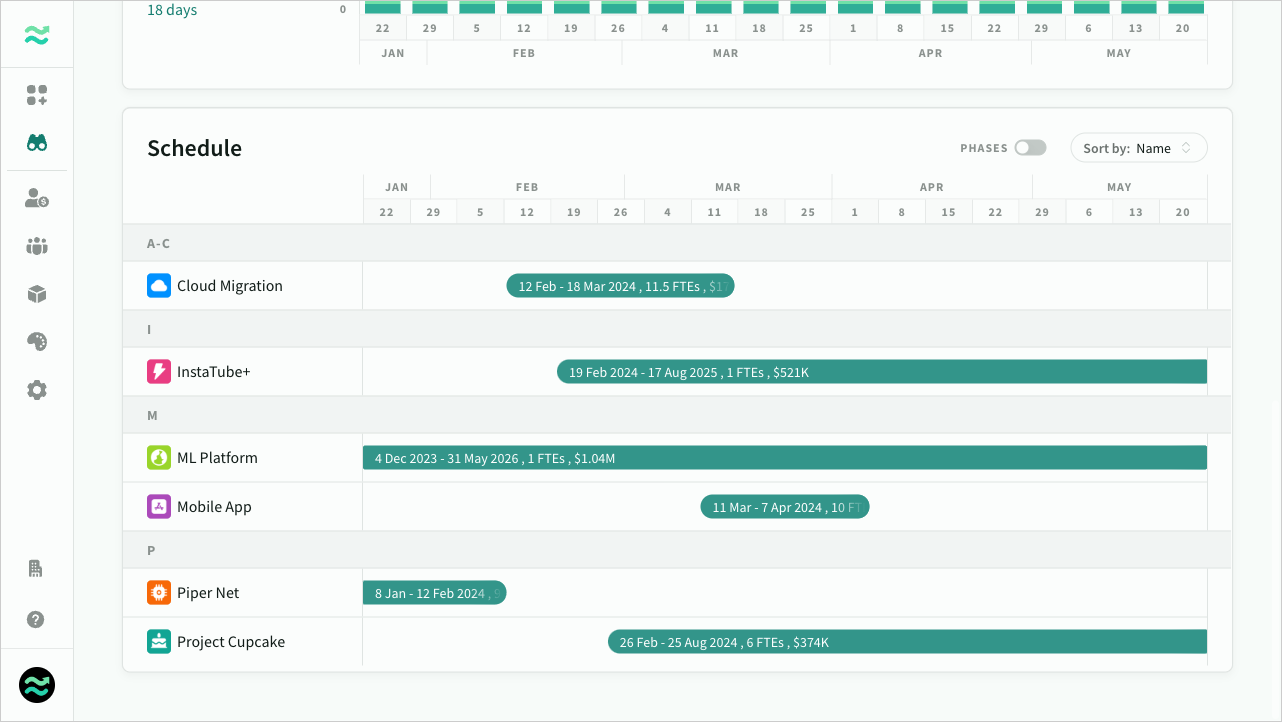 18 days
0
22 29 5 12 19 26 4 11 18 25 1 8 15 22 29 6 13 20
JAN FEB MAR APR MAY
Schedule
PHASES
Sort by: Name
JAN FEB MAR APR MAY
22 29 5 12 19 26 4 11 18 25 1 8 15 22 29 6 13 20
A-C
Cloud Migration
12 Feb - 18 Mar 2024 , 11.5 FTEs ,
I
InstaTube+
19 Feb 2024 - 17 Aug 2025 , 1 FTEs , $521K
M
ML Platform
4 Dec 2023 - 31 May 2026 , 1 FTEs , $1.04M
Mobile App
11 Mar - 7 Apr 2024 , 10 FT
P
Piper Net
8 Jan - 12 Feb 2024 ,
Project Cupcake
26 Feb - 25 Aug 2024 , 6 FTEs , $374K